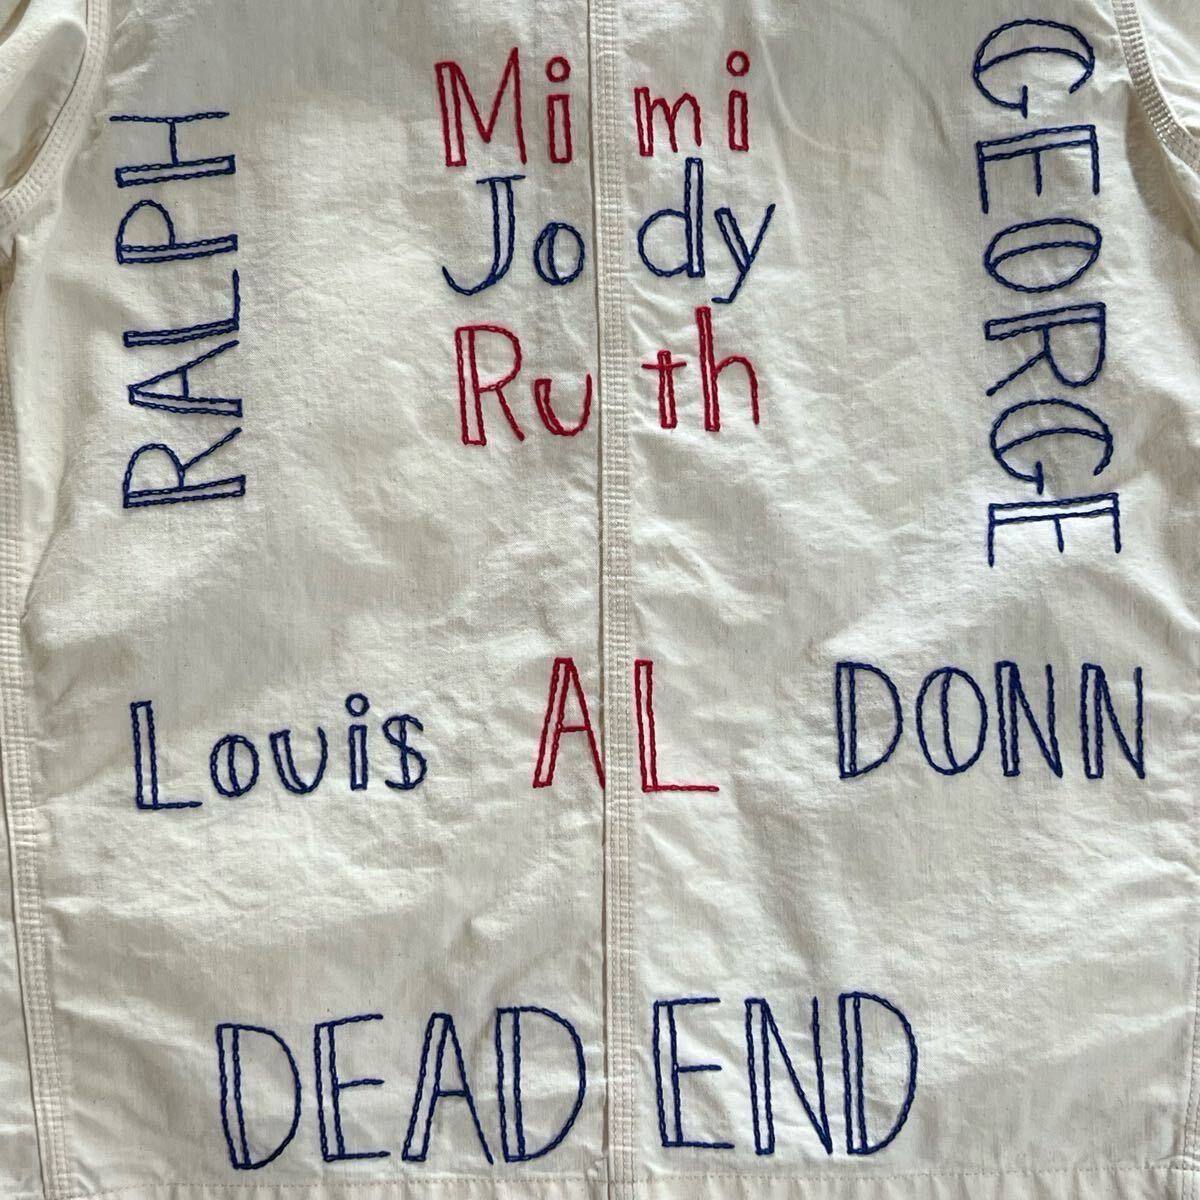 RALPH
Mimi
Jody
Ruth
GEORGE
Louis AL DONN
DEAD END